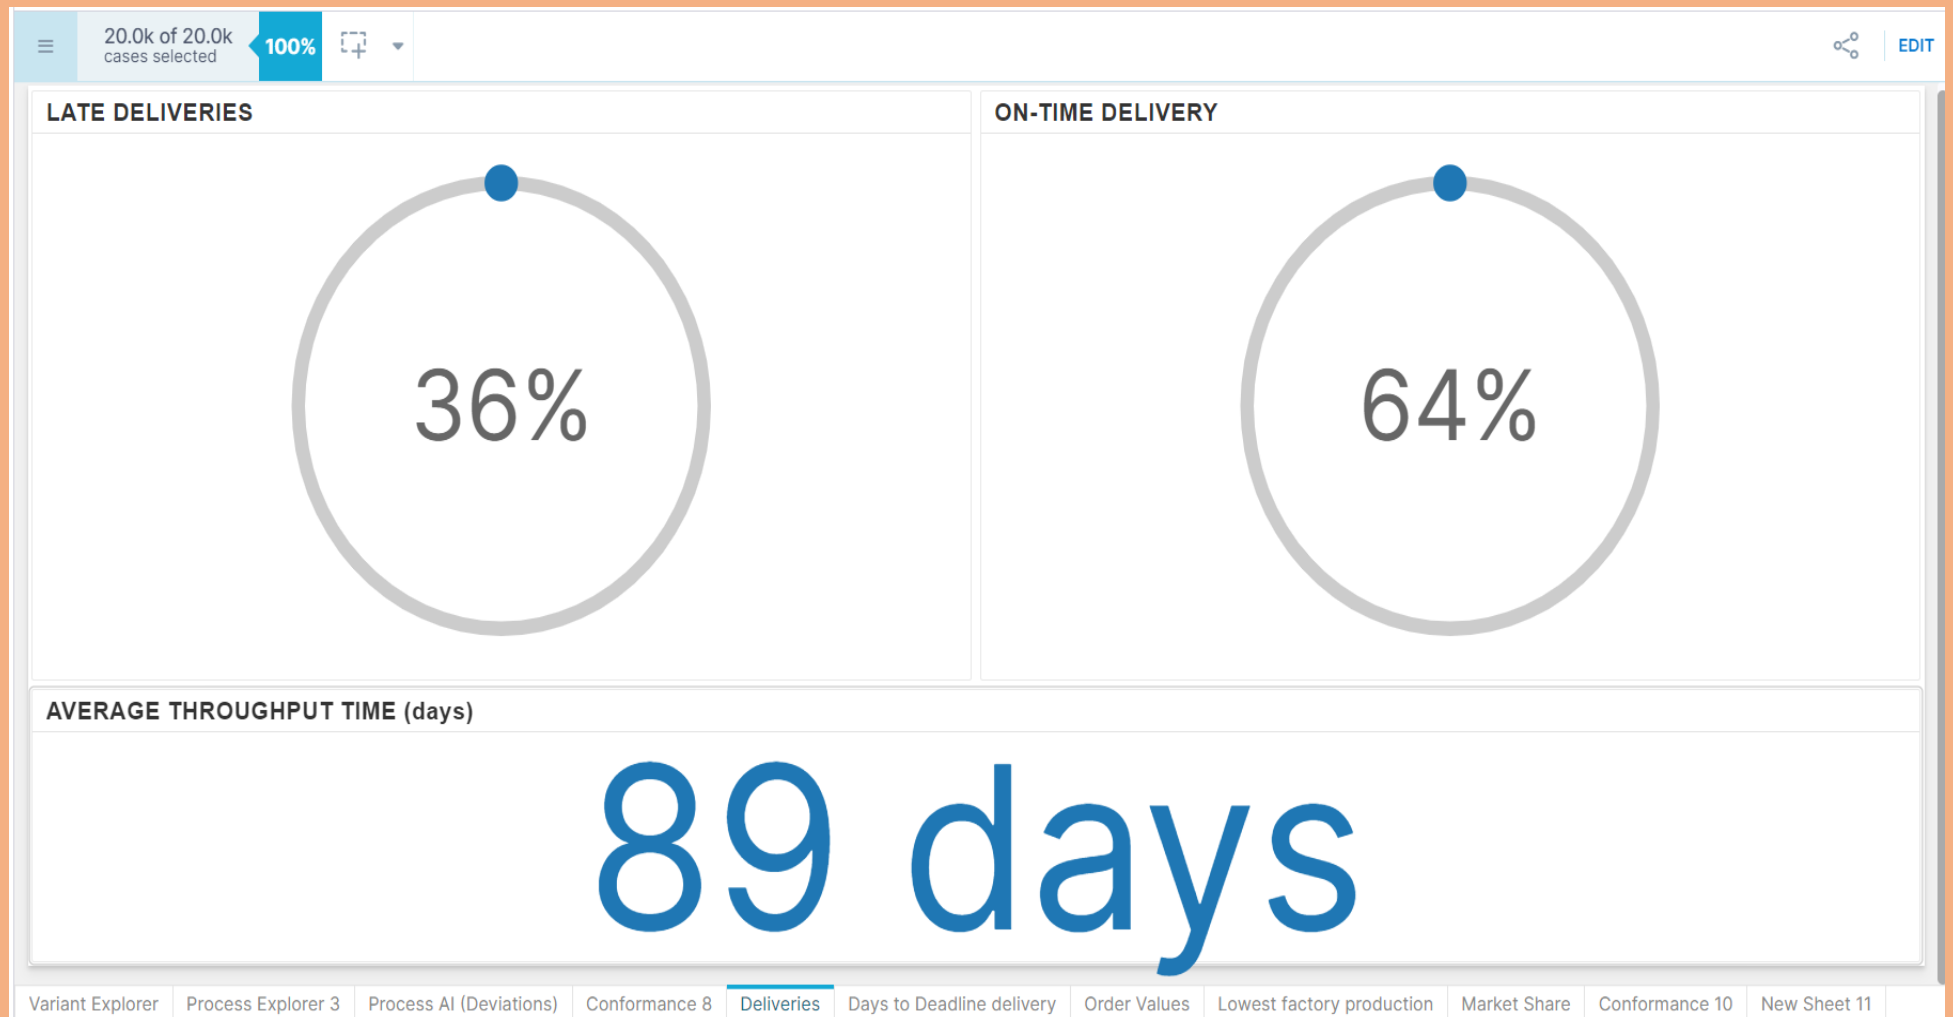 20.0k of 20.0k
cases selected
100%
EDIT
LATE DELIVERIES
ON-TIME DELIVERY
36%
64%
AVERAGE THROUGHPUT TIME (days)
89 days
Variant Explorer
Process Explorer 3
Process AI (Deviations)
Conformance 8
Deliveries
Days to Deadline delivery
Order Values
Lowest factory production
Market Share
Conformance 10
New Sheet 11